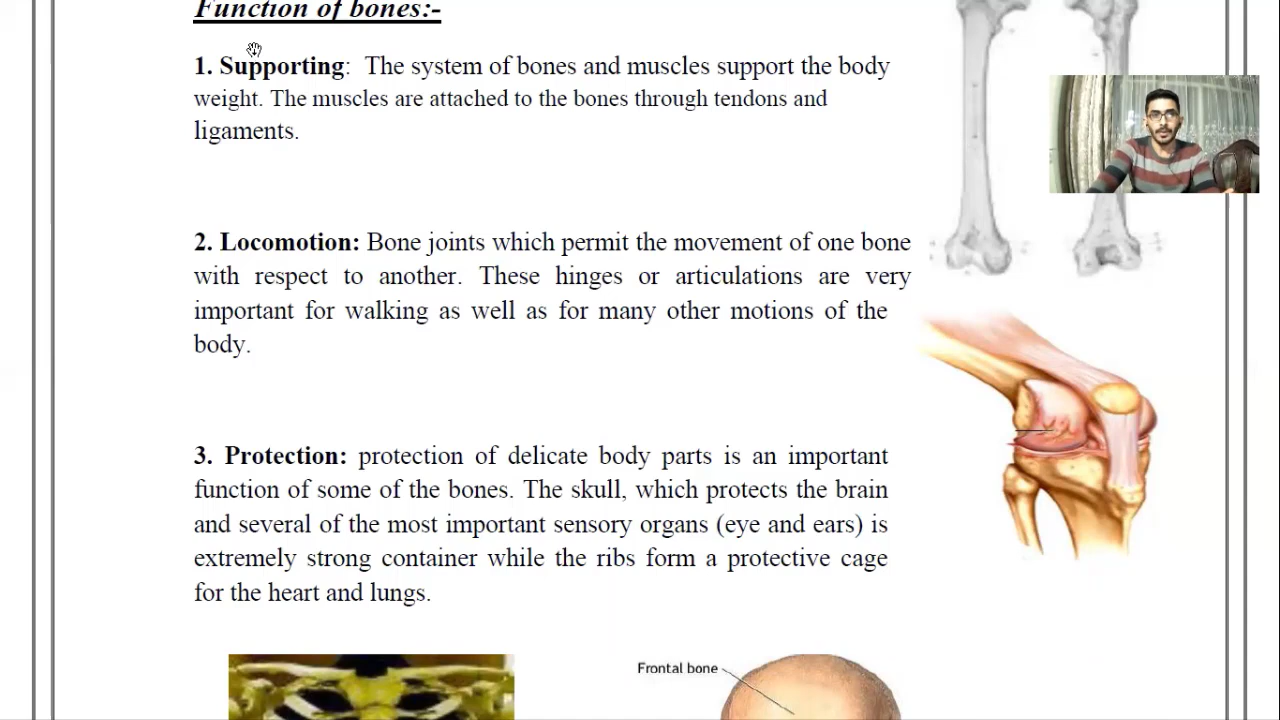 Function of bones:-
1. Supporting: The system of bones and muscles support the body
weight. The muscles are attached to the bones through tendons and
ligaments.
2. Locomotion: Bone joints which permit the movement of one bone
with respect to another. These hinges or articulations are very
important for walking as well as for many other motions of the
body.
3. Protection: protection of delicate body parts is an important
function of some of the bones. The skull, which protects the brain
and several of the most important sensory organs (eye and ears) is
extremely strong container while the ribs form a protective cage
for the heart and lungs.
Frontal bone